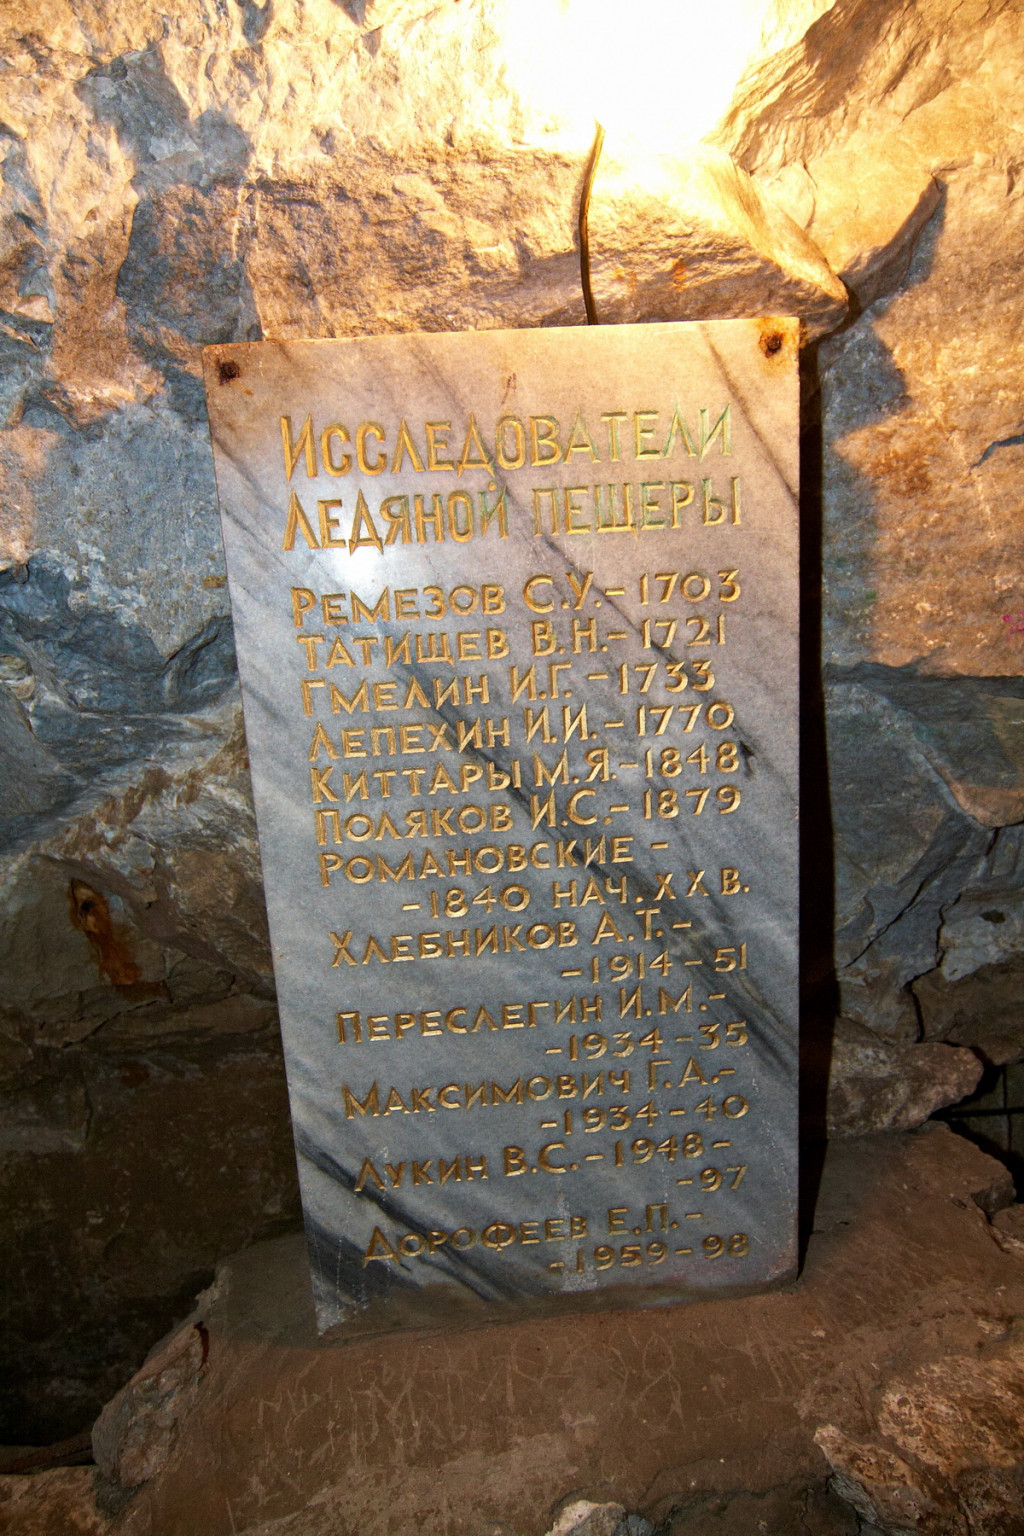 Исследователи
Ледяной пещеры
Ремезов С.У.-1703
Татищев В.Н.-1721
Гмелин И.Г.-1733
Лепехин И.И.-1770
Киттары М.Я.-1848
Поляков И.С.-1879
Романовские -
-1840 нач. XX в.
Хлебников А.Т.-
-1914-51
Переслегин И.М.-
-1934-35
Максимович Г.А.-
-1934-40
Лукин В.С.-1948-
-97
Дорофеев Е.П.-
-1959-98